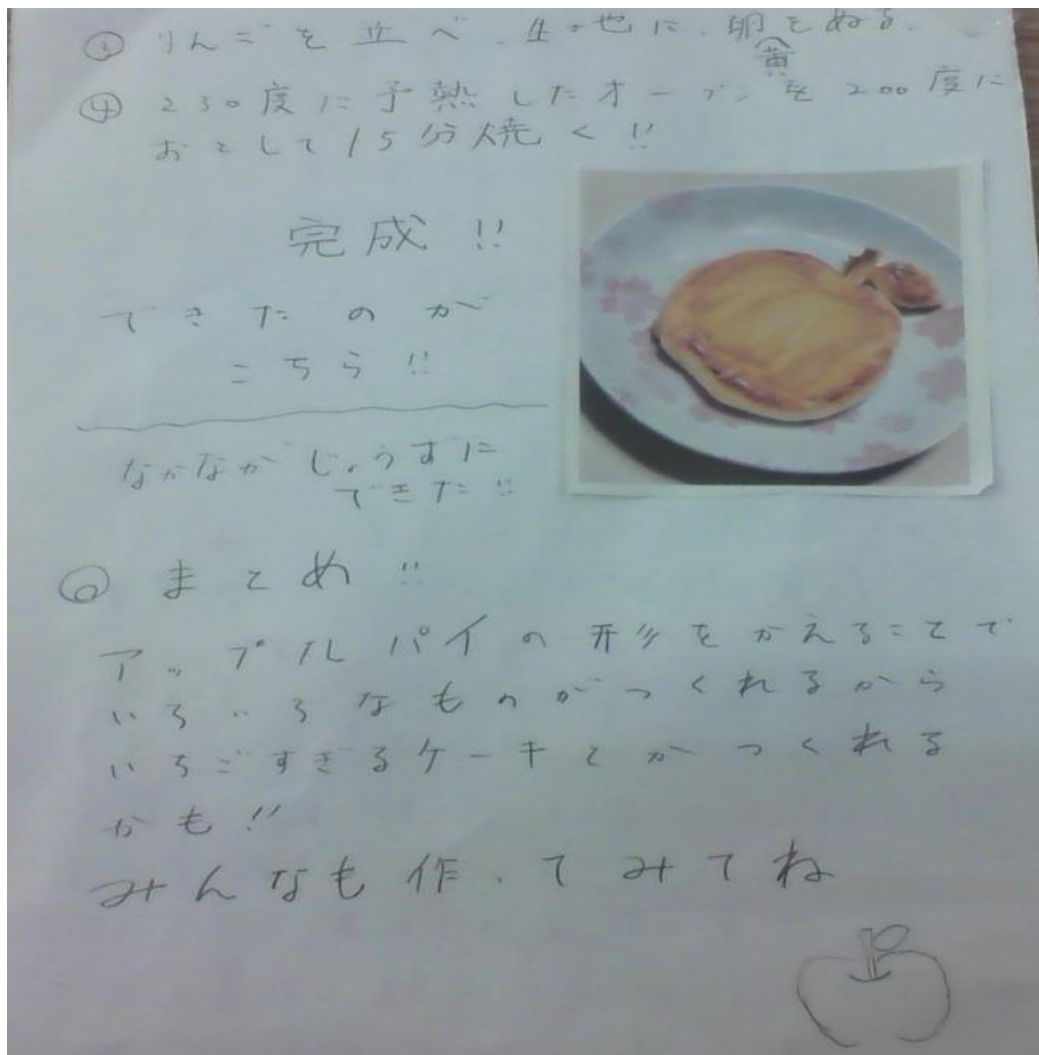 ③ りんごを並べ、生地に、卵をぬる。
黄
④ 230度に予熱したオーブンを200度に
おとして15分焼く!!
完成!!
できたのが
こちら!!
なかなかじょうずに
できた!!
◎ まとめ!!
アップルパイの形をかえることで
いろいろなものがつくれるから
いろごすぎるケーキとかつくれる
かも!!
みんなも作ってみてね